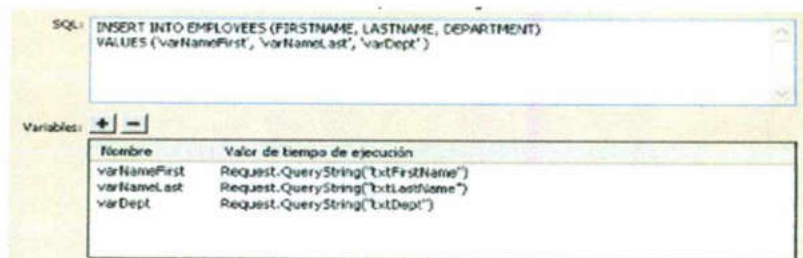 SQL: INSERT INTO EMPLOYEES (FIRSTNAME, LASTNAME, DEPARTMENT)
VALUES ('varNameFirst', 'varNameLast', 'varDept' )
Variables: + -
Nombre Valor de tiempo de ejecución
varNameFirst Request.QueryString("txtFirstName")
varNameLast Request.QueryString("txtLastName")
varDept Request.QueryString("txtDept")